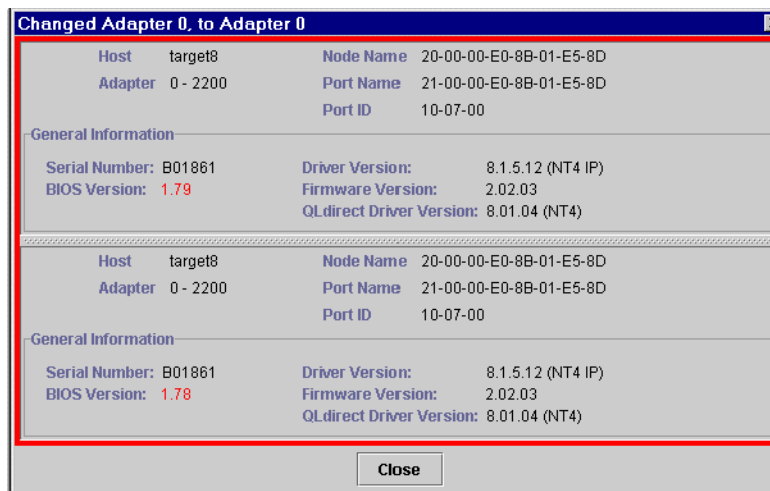 Changed Adapter 0, to Adapter 0
Host target8 Node Name 20-00-00-E0-8B-01-E5-8D
Adapter 0 - 2200 Port Name 21-00-00-E0-8B-01-E5-8D
Port ID 10-07-00
General Information
Serial Number: B01861 Driver Version: 8.1.5.12 (NT4 IP)
BIOS Version: 1.79 Firmware Version: 2.02.03
QLdirect Driver Version: 8.01.04 (NT4)
Host target8 Node Name 20-00-00-E0-8B-01-E5-8D
Adapter 0 - 2200 Port Name 21-00-00-E0-8B-01-E5-8D
Port ID 10-07-00
General Information
Serial Number: B01861 Driver Version: 8.1.5.12 (NT4 IP)
BIOS Version: 1.78 Firmware Version: 2.02.03
QLdirect Driver Version: 8.01.04 (NT4)
Close